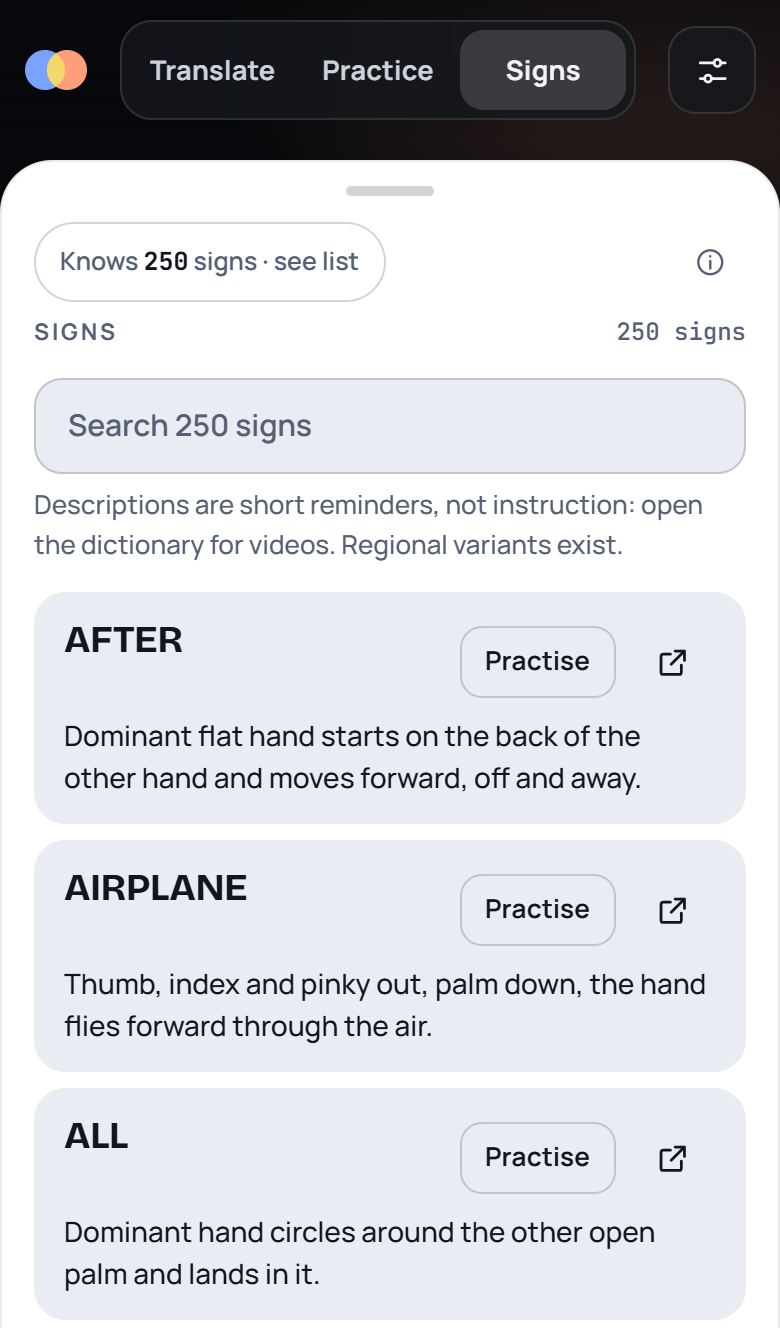 Translate Practice Signs
Knows 250 signs · see list
SIGNS 250 signs
Search 250 signs
Descriptions are short reminders, not instruction: open
the dictionary for videos. Regional variants exist.
AFTER
Practise
Dominant flat hand starts on the back of the
other hand and moves forward, off and away.
AIRPLANE
Practise
Thumb, index and pinky out, palm down, the hand
flies forward through the air.
ALL
Practise
Dominant hand circles around the other open
palm and lands in it.